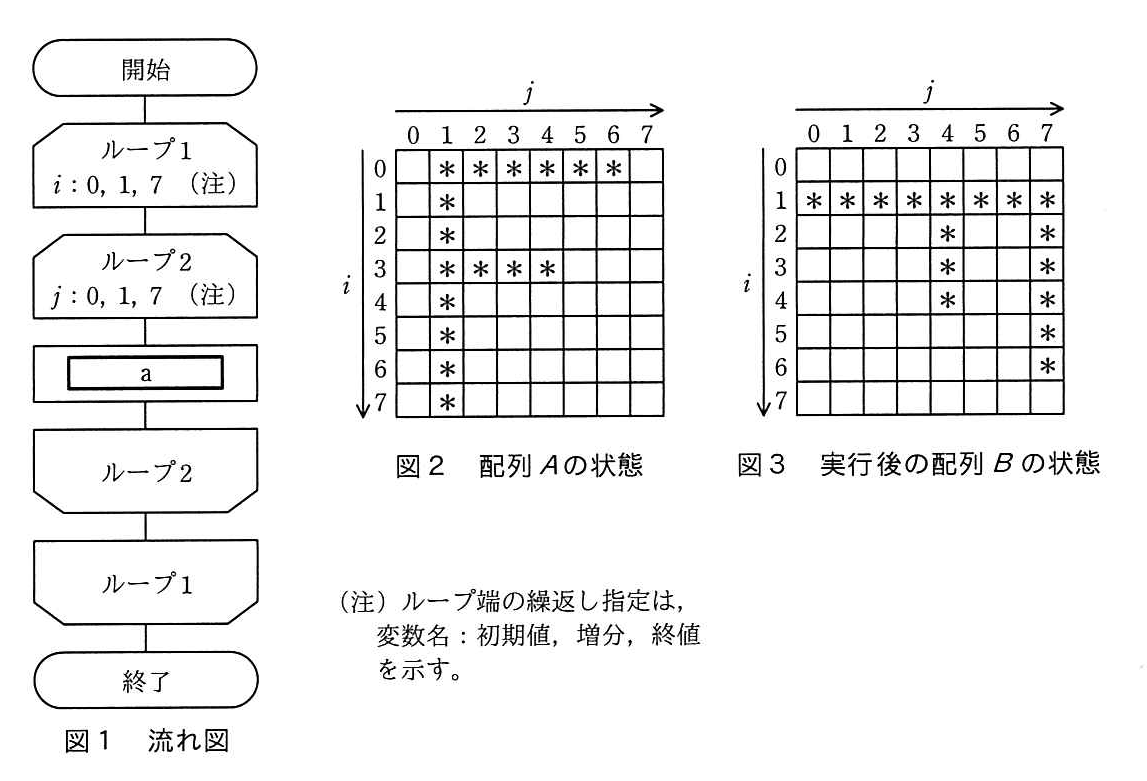 開始
ループ1
i:0, 1, 7 (注)
ループ2
j:0, 1, 7 (注)
a
ループ2
ループ1
終了
図1 流れ図
j
0 1 2 3 4 5 6 7
i
0 * * * * * *
1 *
2 *
3 * * * *
4 *
5 *
6 *
7 *
図2 配列Aの状態
j
0 1 2 3 4 5 6 7
i
0
1 * * * * * * * *
2 * *
3 * *
4 * *
5 *
6 *
7
図3 実行後の配列Bの状態
(注)ループ端の繰返し指定は,
変数名:初期値,増分,終値
を示す。